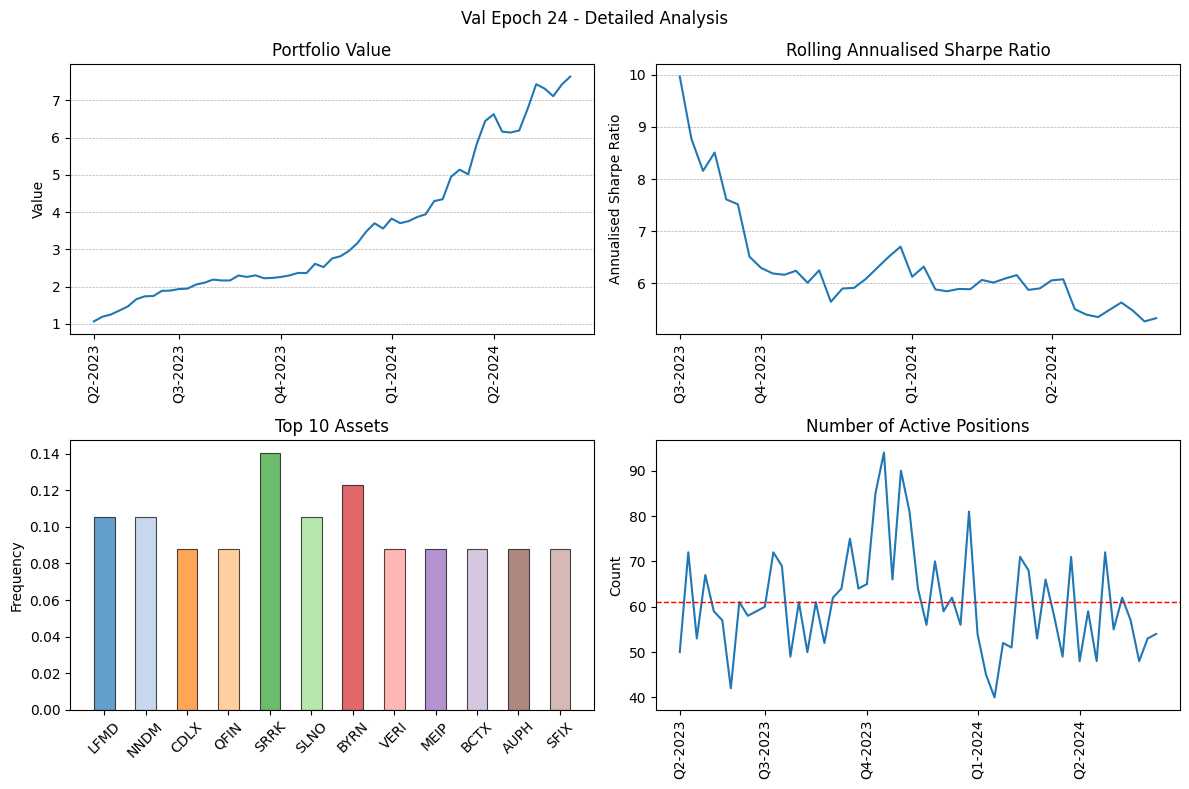 Val Epoch 24 - Detailed Analysis
Portfolio Value
Value
7
6
5
4
3
2
1
Q2-2023
Q3-2023
Q4-2023
Q1-2024
Q2-2024
Rolling Annualised Sharpe Ratio
Annualised Sharpe Ratio
10
9
8
7
6
Q3-2023
Q4-2023
Q1-2024
Q2-2024
Top 10 Assets
Frequency
0.14
0.12
0.10
0.08
0.06
0.04
0.02
0.00
LFMD
NNDM
CDLX
QFIN
SRRK
SLNO
BYRN
VERI
MEIP
BCTX
AUPH
SFIX
Number of Active Positions
Count
90
80
70
60
50
40
Q2-2023
Q3-2023
Q4-2023
Q1-2024
Q2-2024